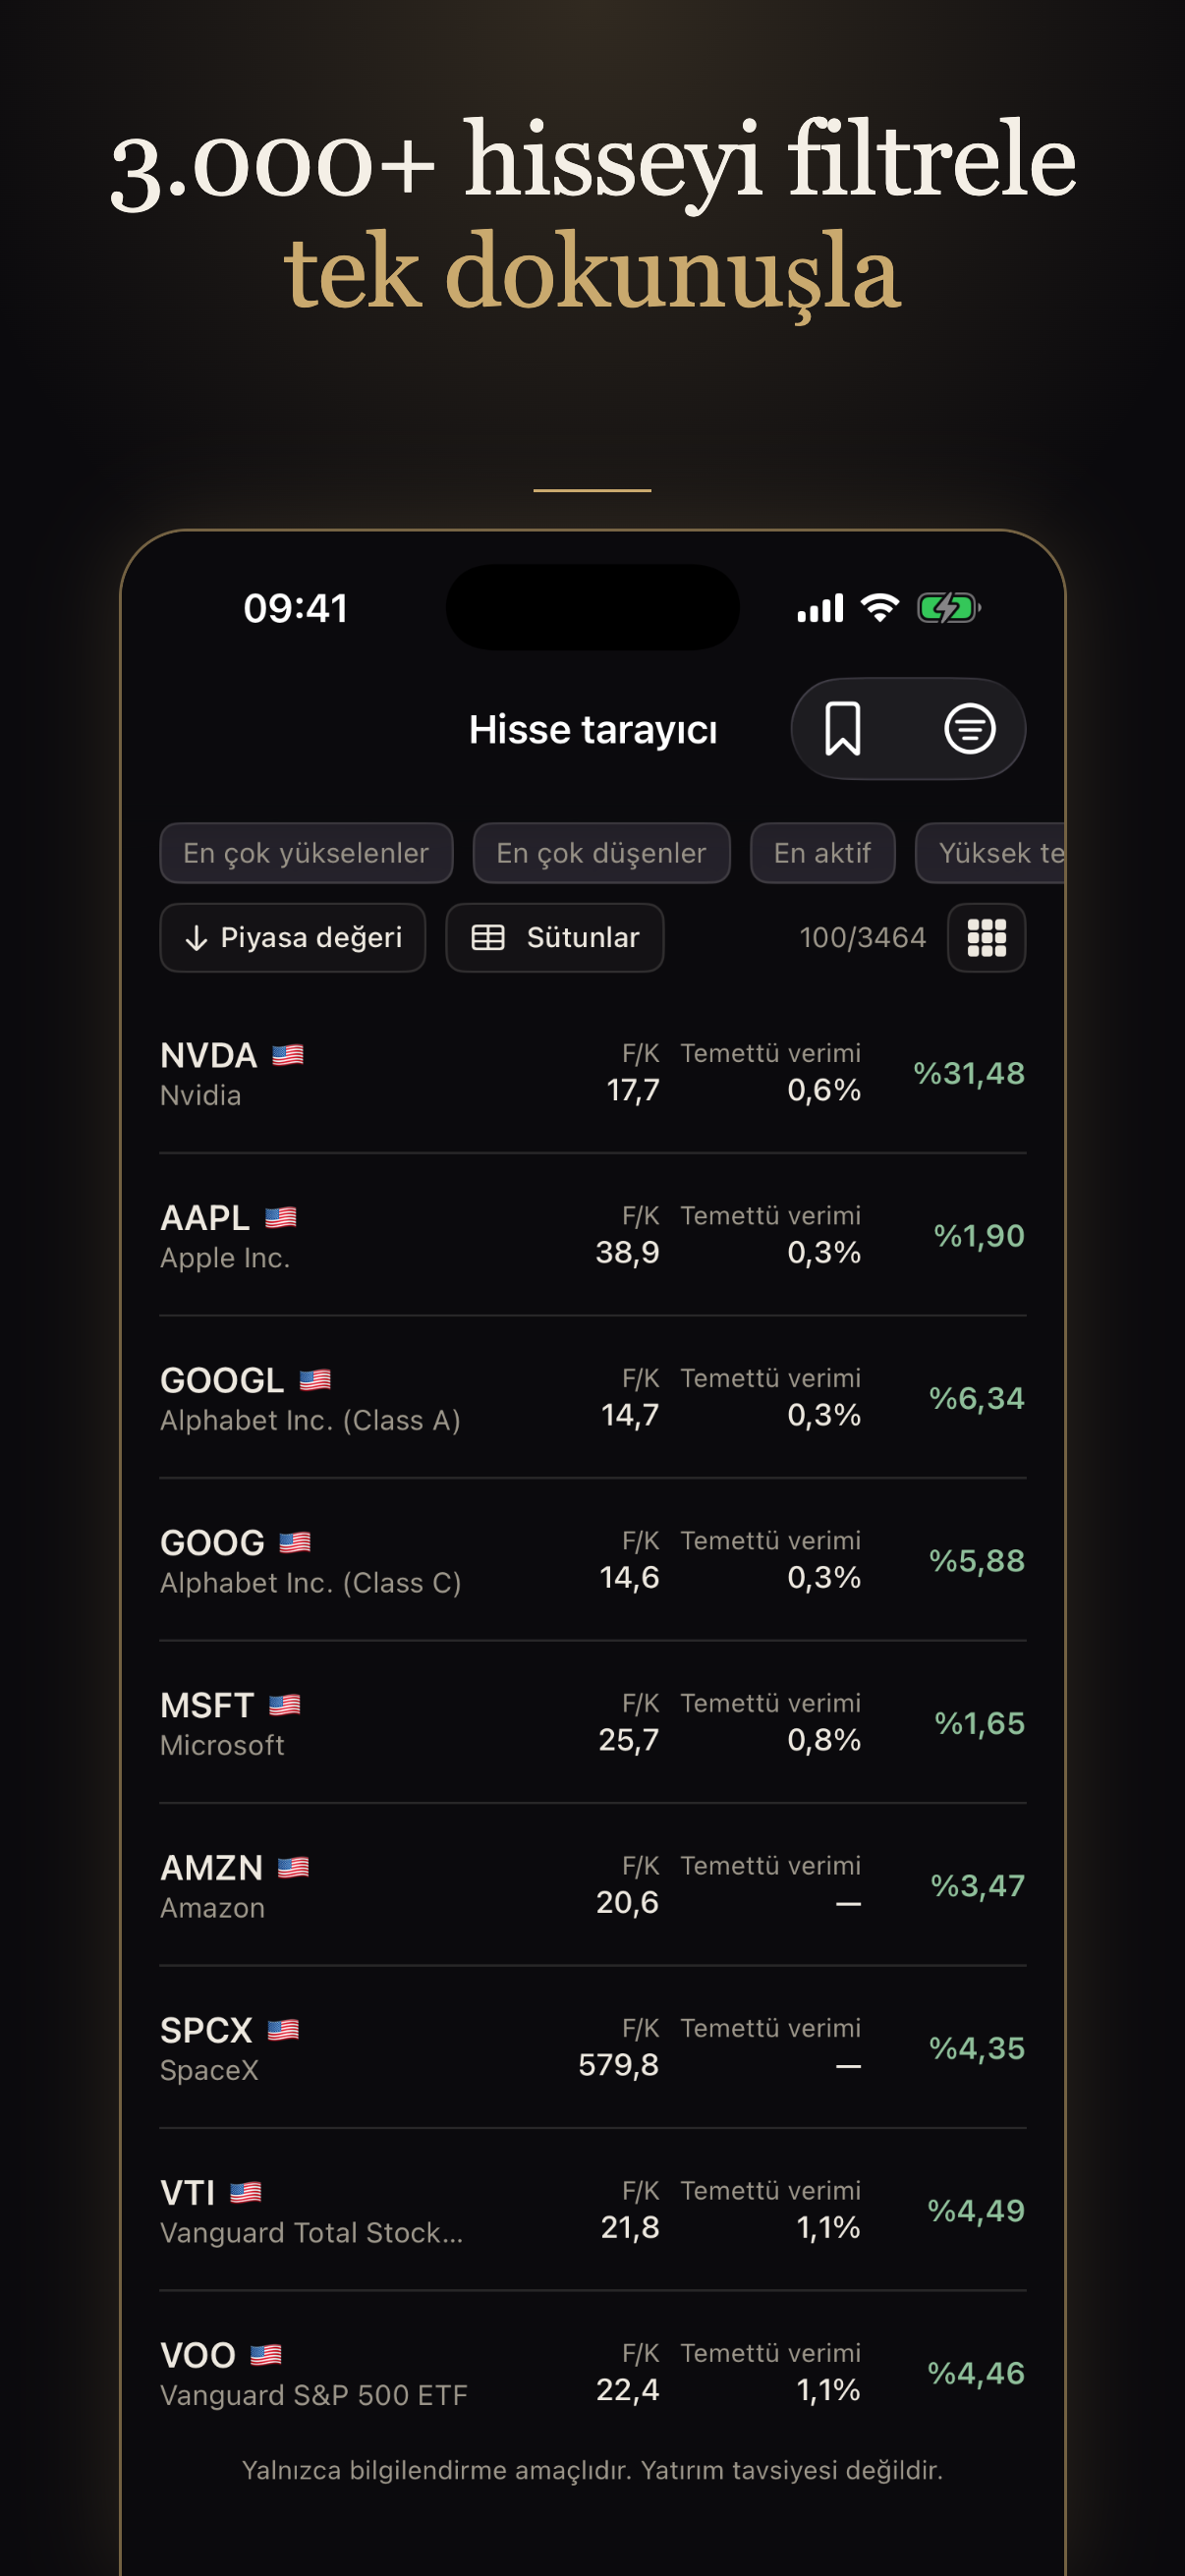 3.000+ hisseyi filtrele
tek dokunuşla
09:41
Hisse tarayıcı
En çok yükselenler En çok düşenler En aktif Yüksek te
↓ Piyasa değeri Sütunlar 100/3464
NVDA F/K Temettü verimi %31,48
Nvidia 17,7 0,6%
AAPL F/K Temettü verimi %1,90
Apple Inc. 38,9 0,3%
GOOGL F/K Temettü verimi %6,34
Alphabet Inc. (Class A) 14,7 0,3%
GOOG F/K Temettü verimi %5,88
Alphabet Inc. (Class C) 14,6 0,3%
MSFT F/K Temettü verimi %1,65
Microsoft 25,7 0,8%
AMZN F/K Temettü verimi %3,47
Amazon 20,6 —
SPCX F/K Temettü verimi %4,35
SpaceX 579,8 —
VTI F/K Temettü verimi %4,49
Vanguard Total Stock... 21,8 1,1%
VOO F/K Temettü verimi %4,46
Vanguard S&P 500 ETF 22,4 1,1%
Yalnızca bilgilendirme amaçlıdır. Yatırım tavsiyesi değildir.